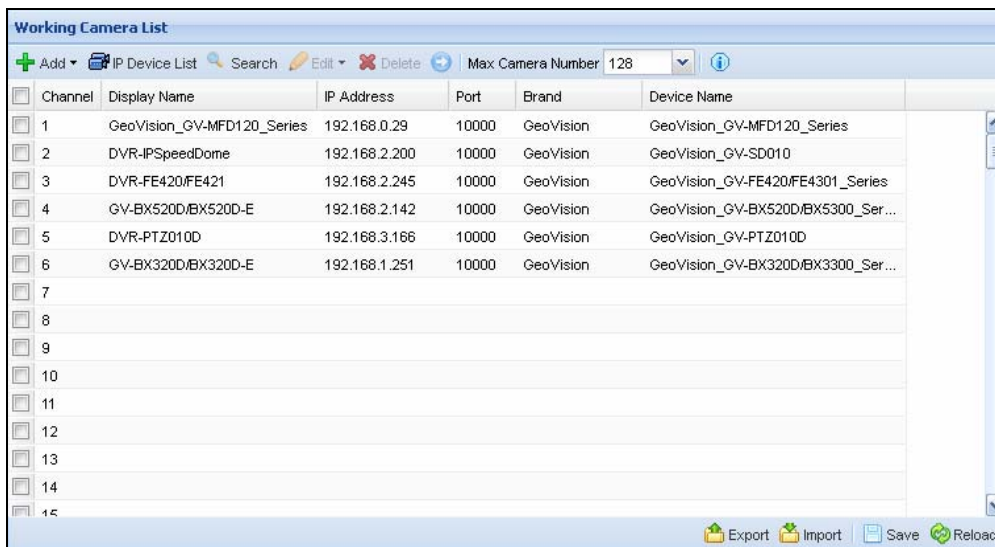 Working Camera List
Add IP Device List Search Edit Delete Max Camera Number 128
Channel Display Name IP Address Port Brand Device Name
1 GeoVision_GV-MFD120_Series 192.168.0.29 10000 GeoVision GeoVision_GV-MFD120_Series
2 DVR-IPSpeedDome 192.168.2.200 10000 GeoVision GeoVision_GV-SD010
3 DVR-FE420/FE421 192.168.2.245 10000 GeoVision GeoVision_GV-FE420/FE4301_Series
4 GV-BX520D/BX520D-E 192.168.2.142 10000 GeoVision GeoVision_GV-BX520D/BX5300_Ser...
5 DVR-PTZ010D 192.168.3.166 10000 GeoVision GeoVision_GV-PTZ010D
6 GV-BX320D/BX320D-E 192.168.1.251 10000 GeoVision GeoVision_GV-BX320D/BX3300_Ser...
7
8
9
10
11
12
13
14
15
Export Import Save Reload